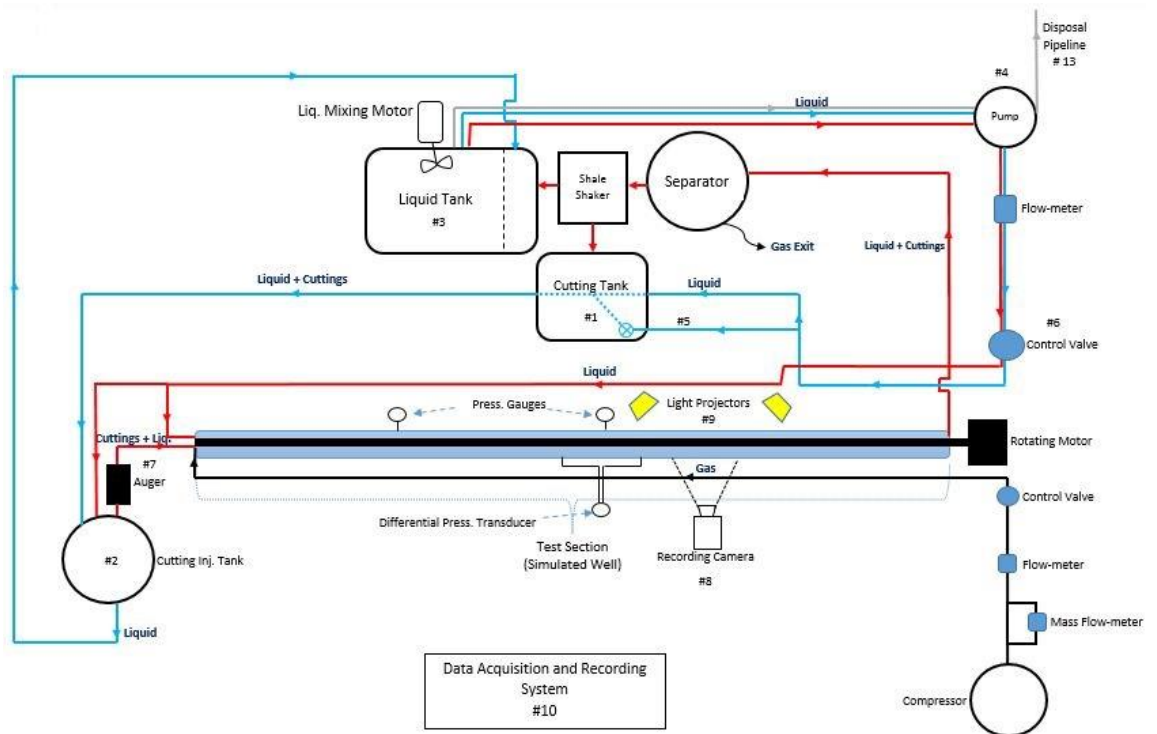 Disposal
Pipeline
# 13
#4
Pump
Liquid
Liq. Mixing Motor
Liquid Tank
#3
Shale
Shaker
Separator
Gas Exit
Flow-meter
Liquid + Cuttings
Liquid + Cuttings
Cutting Tank
#1
Liquid
#5
#6
Control Valve
Liquid
Press. Gauges
Light Projectors
#9
Cuttings + Liq.
#7
Auger
Rotating Motor
Gas
Control Valve
Differential Press. Transducer
Test Section
(Simulated Well)
Recording Camera
#8
#2
Cutting Inj. Tank
Flow-meter
Mass Flow-meter
Liquid
Data Acquisition and Recording
System
#10
Compressor